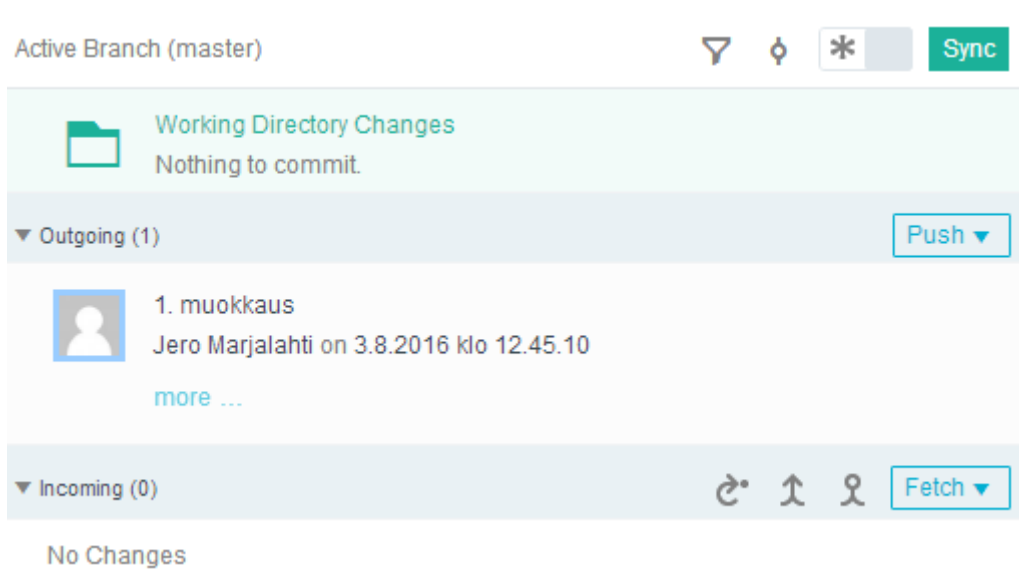 Active Branch (master) Sync
Working Directory Changes
Nothing to commit.
Outgoing (1) Push
1. muokkaus
Jero Marjalahti on 3.8.2016 klo 12.45.10
more ...
Incoming (0) Fetch
No Changes